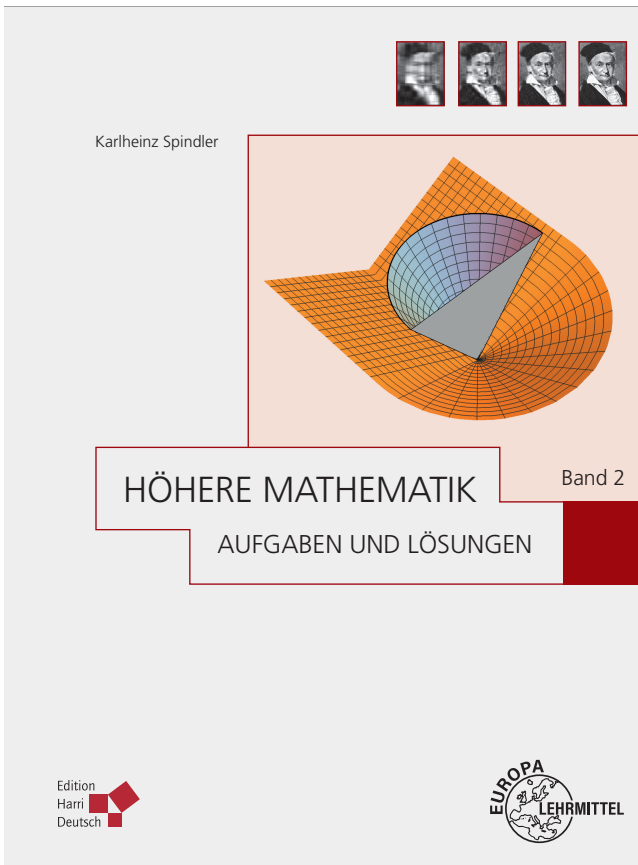 Karlheinz Spindler
Band 2
HÖHERE MATHEMATIK
AUFGABEN UND LÖSUNGEN
Edition
Harri
Deutsch
EUROPA
LEHRMITTEL